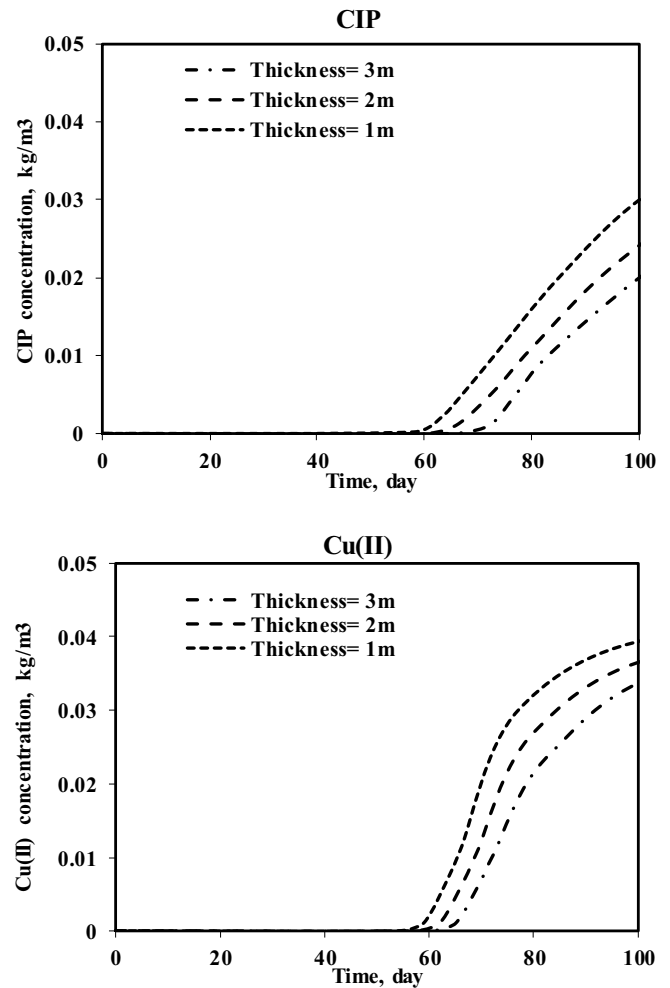 CIP
0.05
0.04
0.03
0.02
0.01
0
CIP concentration, kg/m3
Thickness= 3m
Thickness= 2m
Thickness= 1m
0 20 40 60 80 100
Time, day
Cu(II)
0.05
0.04
0.03
0.02
0.01
0
Cu(II) concentration, kg/m3
Thickness= 3m
Thickness= 2m
Thickness= 1m
0 20 40 60 80 100
Time, day